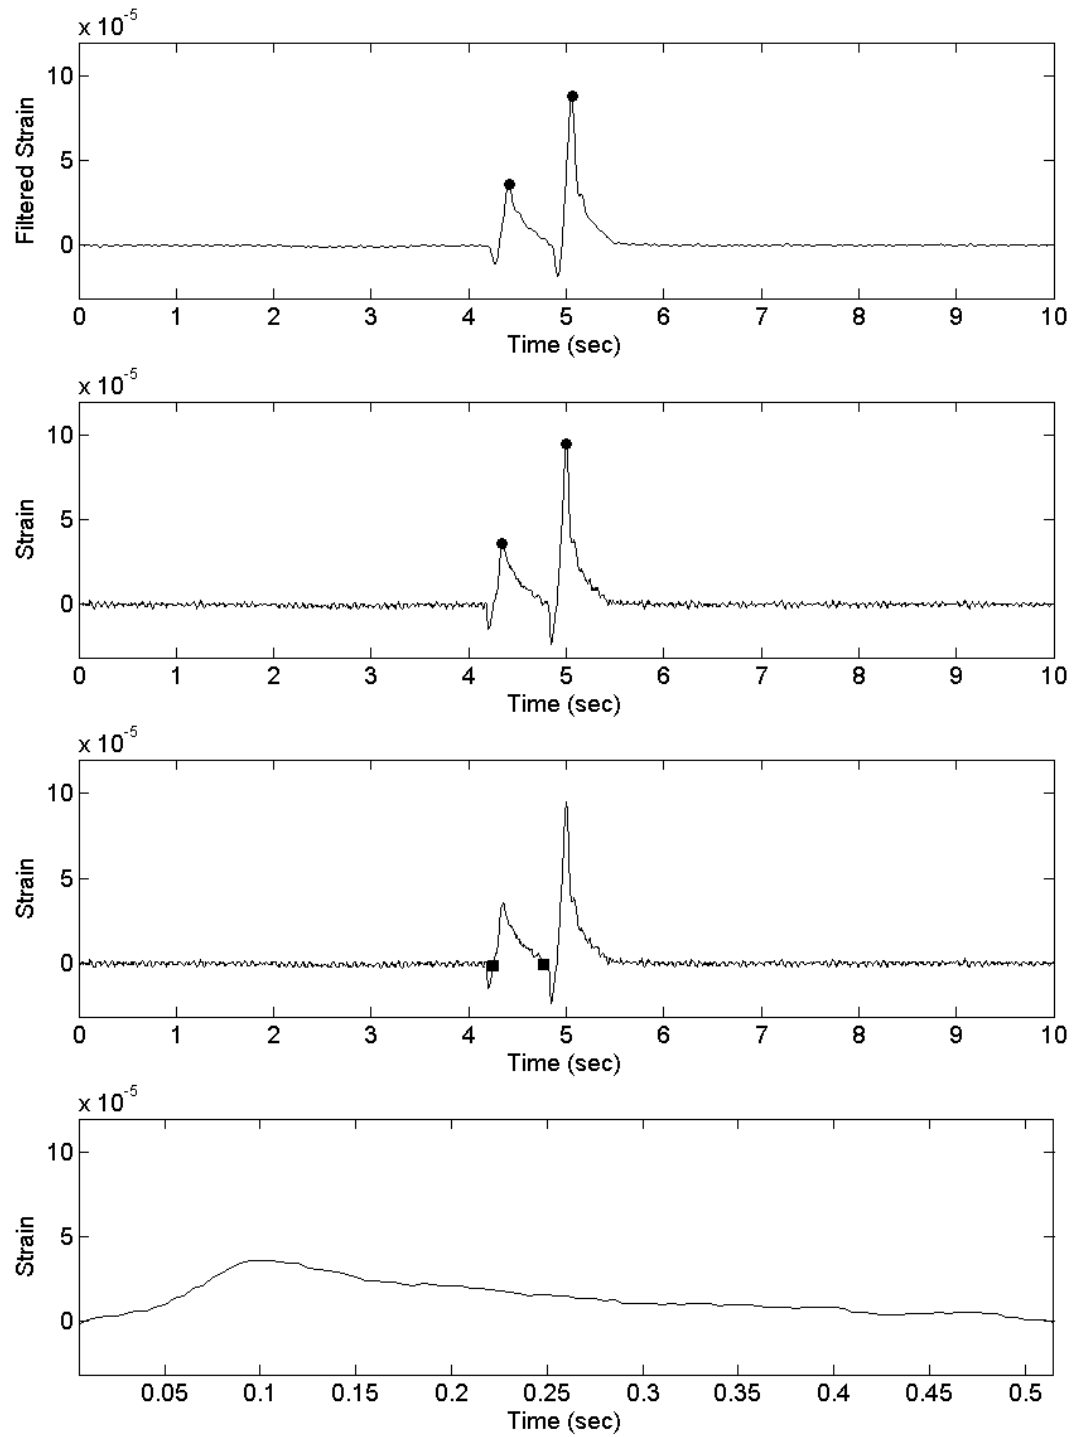 x 10-5
10
5
0
Filtered Strain
0 1 2 3 4 5 6 7 8 9 10
Time (sec)
x 10-5
10
5
0
Strain
0 1 2 3 4 5 6 7 8 9 10
Time (sec)
x 10-5
10
5
0
Strain
0 1 2 3 4 5 6 7 8 9 10
Time (sec)
x 10-5
10
5
0
Strain
0.05 0.1 0.15 0.2 0.25 0.3 0.35 0.4 0.45 0.5
Time (sec)